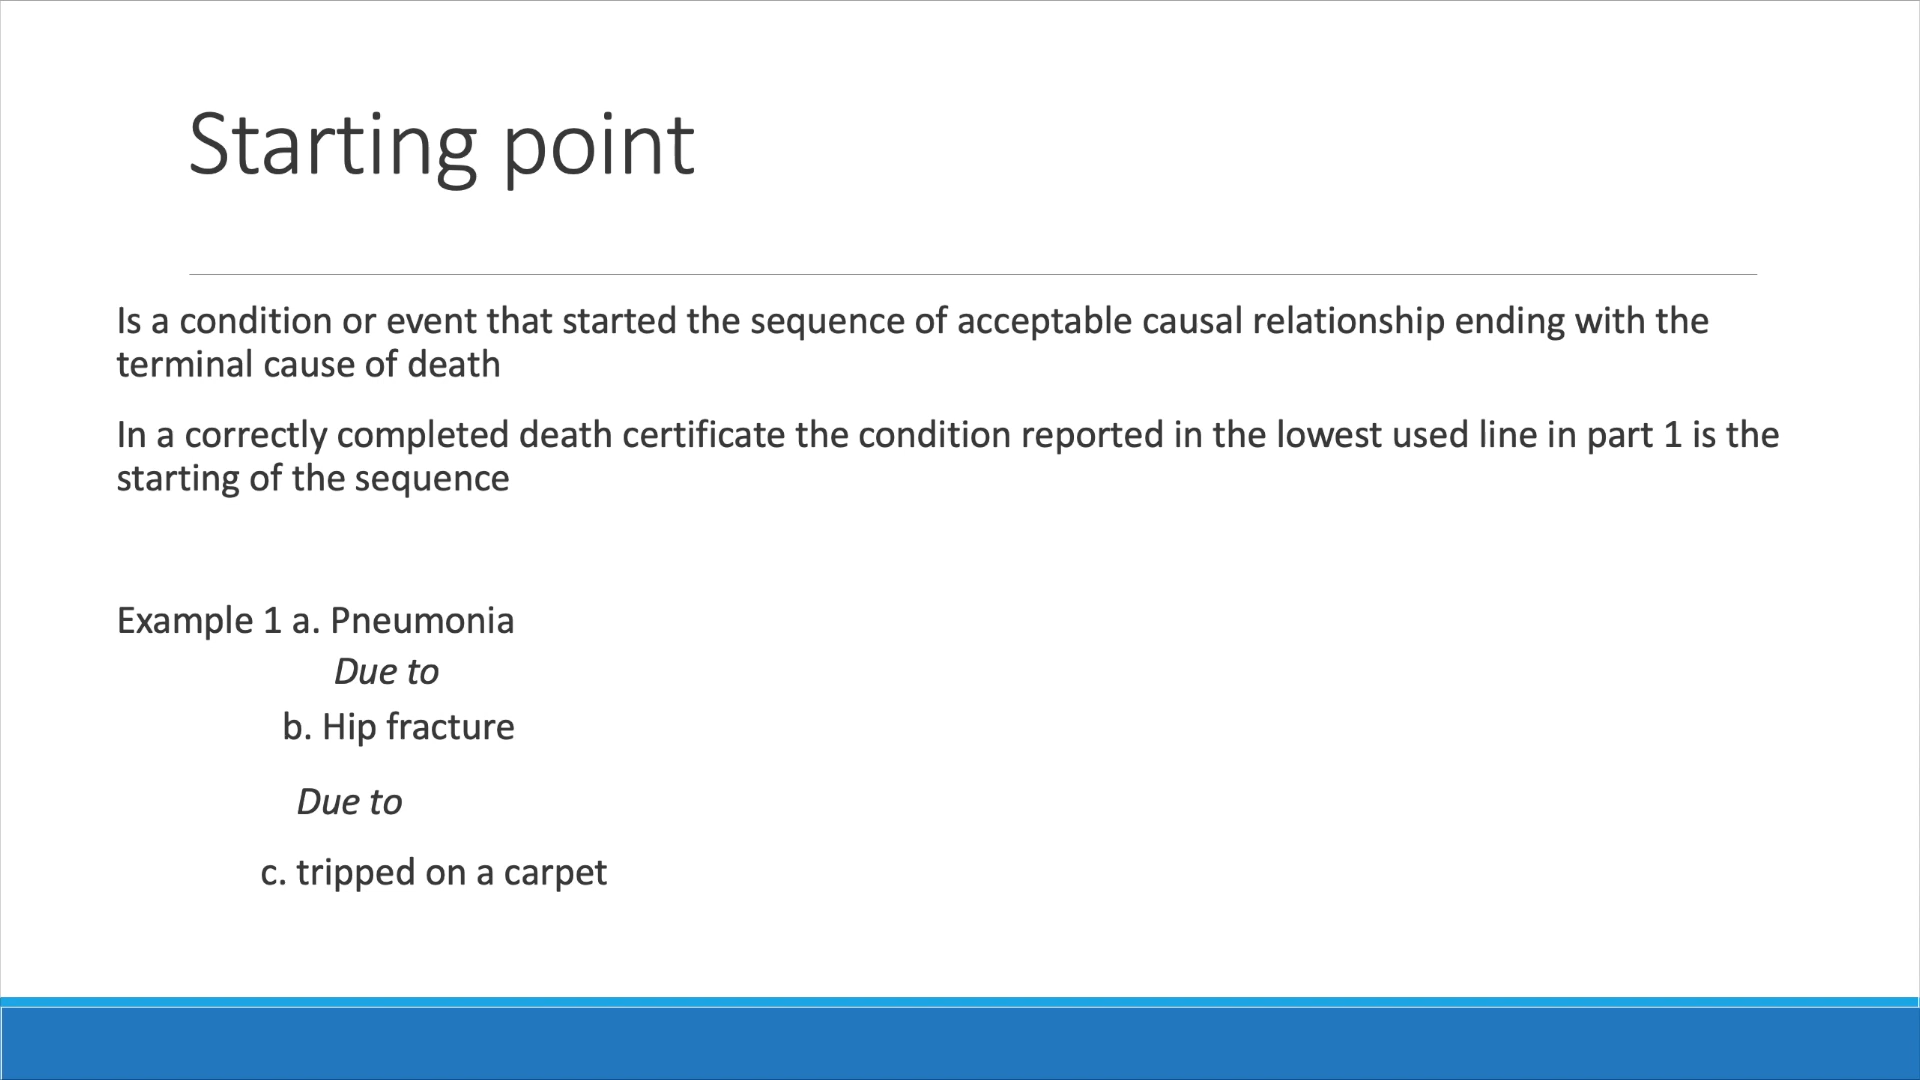 Starting point
Is a condition or event that started the sequence of acceptable causal relationship ending with the
terminal cause of death
In a correctly completed death certificate the condition reported in the lowest used line in part 1 is the
starting of the sequence
Example 1 a. Pneumonia
Due to
b. Hip fracture
Due to
c. tripped on a carpet